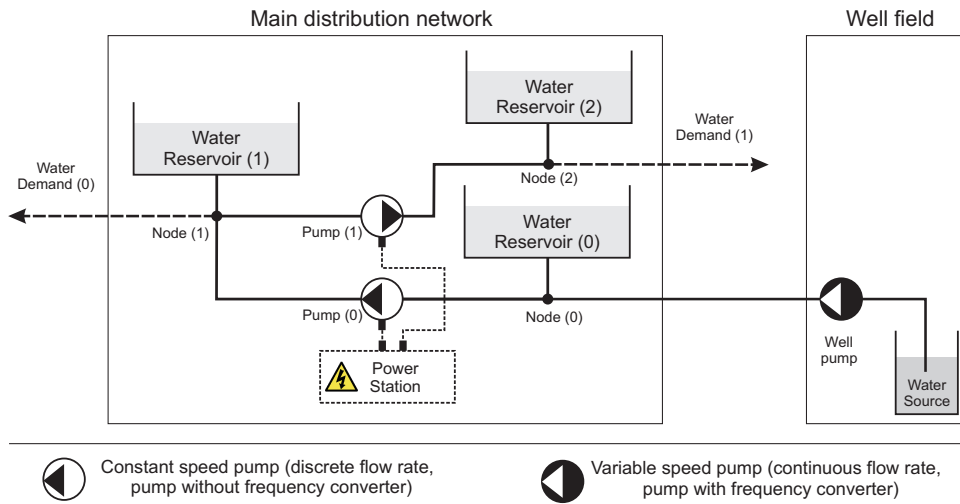 Main distribution network
Well field
Water
Reservoir (2)
Water
Reservoir (1)
Water
Demand (1)
Water
Demand (0)
Node (2)
Water
Reservoir (0)
Node (1)
Pump (1)
Pump (0)
Node (0)
Well
pump
Power
Station
Water
Source
Constant speed pump (discrete flow rate,
pump without frequency converter)
Variable speed pump (continuous flow rate,
pump with frequency converter)